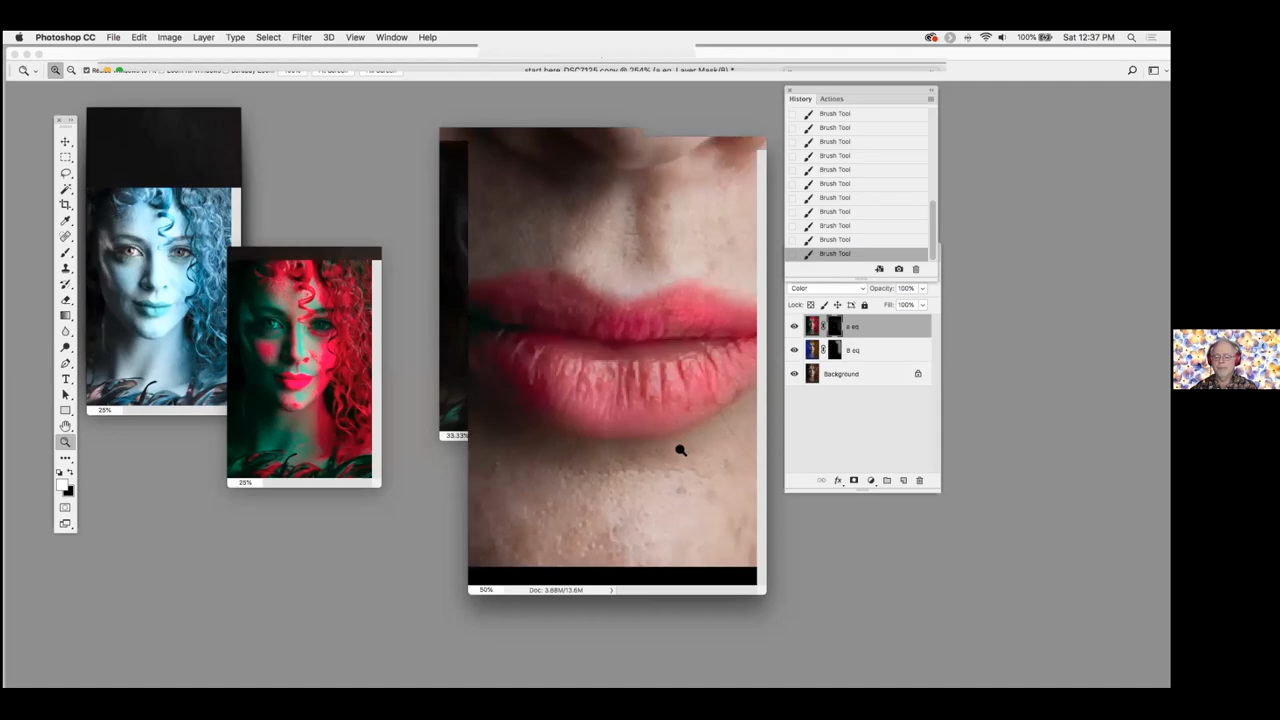 Photoshop CC File Edit Image Layer Type Select Filter 3D View Window Help 100% Sat 12:37 PM
start here_DSC7125 copy @ 254% (a eq, Layer Mask/8) *
History Actions
Brush Tool
Brush Tool
Brush Tool
Brush Tool
Brush Tool
Brush Tool
Brush Tool
Brush Tool
Brush Tool
Brush Tool
Brush Tool
Color Opacity: 100%
Lock: Fill: 100%
a eq
B eq
Background
fx
25%
33.33%
25%
50% Doc: 3.88M/13.6M